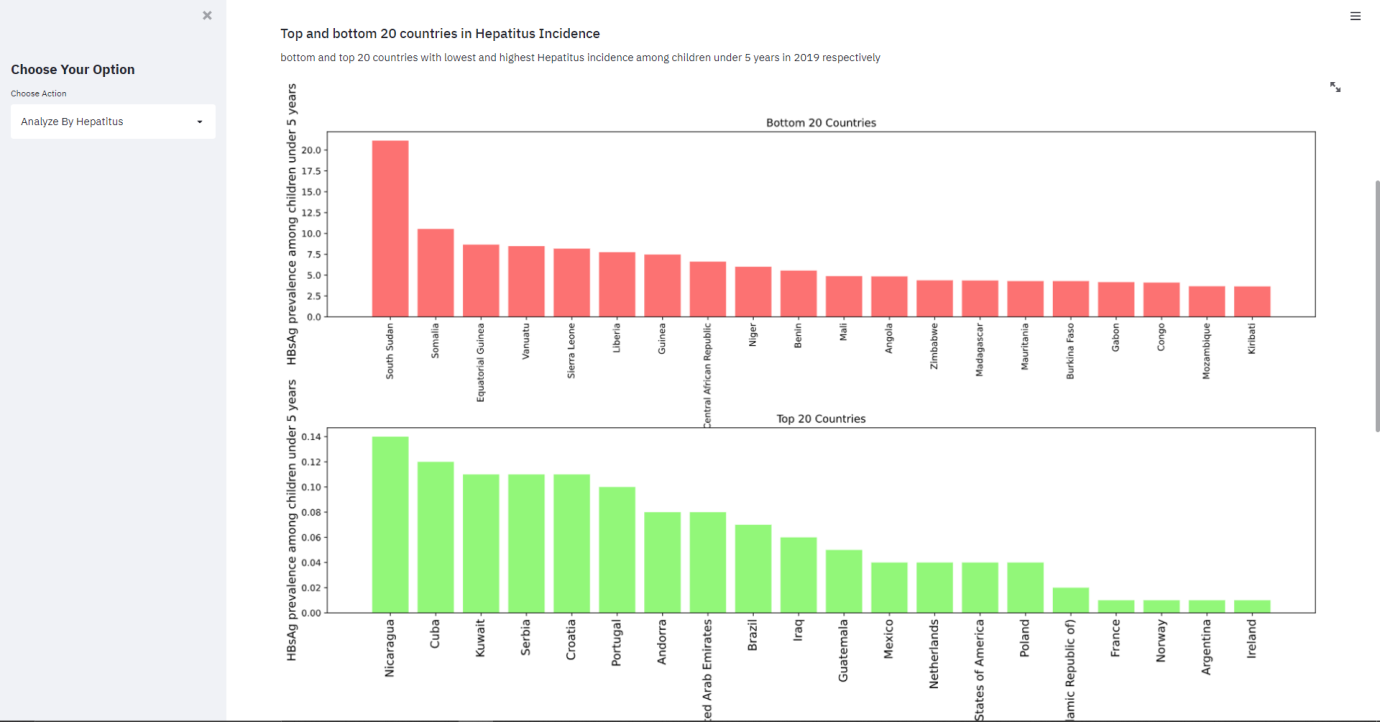 ×
Choose Your Option
Choose Action
Analyze By Hepatitus
Top and bottom 20 countries in Hepatitus Incidence
bottom and top 20 countries with lowest and highest Hepatitus incidence among children under 5 years in 2019 respectively
Bottom 20 Countries
HBsAg prevalence among children under 5 years
20.0
17.5
15.0
12.5
10.0
7.5
5.0
2.5
0.0
South Sudan
Somalia
Equatorial Guinea
Vanuatu
Sierra Leone
Liberia
Guinea
Central African Republic
Niger
Benin
Mali
Angola
Zimbabwe
Madagascar
Mauritania
Burkina Faso
Gabon
Congo
Mozambique
Kiribati
Top 20 Countries
HBsAg prevalence among children under 5 years
0.14
0.12
0.10
0.08
0.06
0.04
0.02
0.00
Nicaragua
Cuba
Kuwait
Serbia
Croatia
Portugal
Andorra
ted Arab Emirates
Brazil
Iraq
Guatemala
Mexico
Netherlands
States of America
Poland
lamic Republic of)
France
Norway
Argentina
Ireland